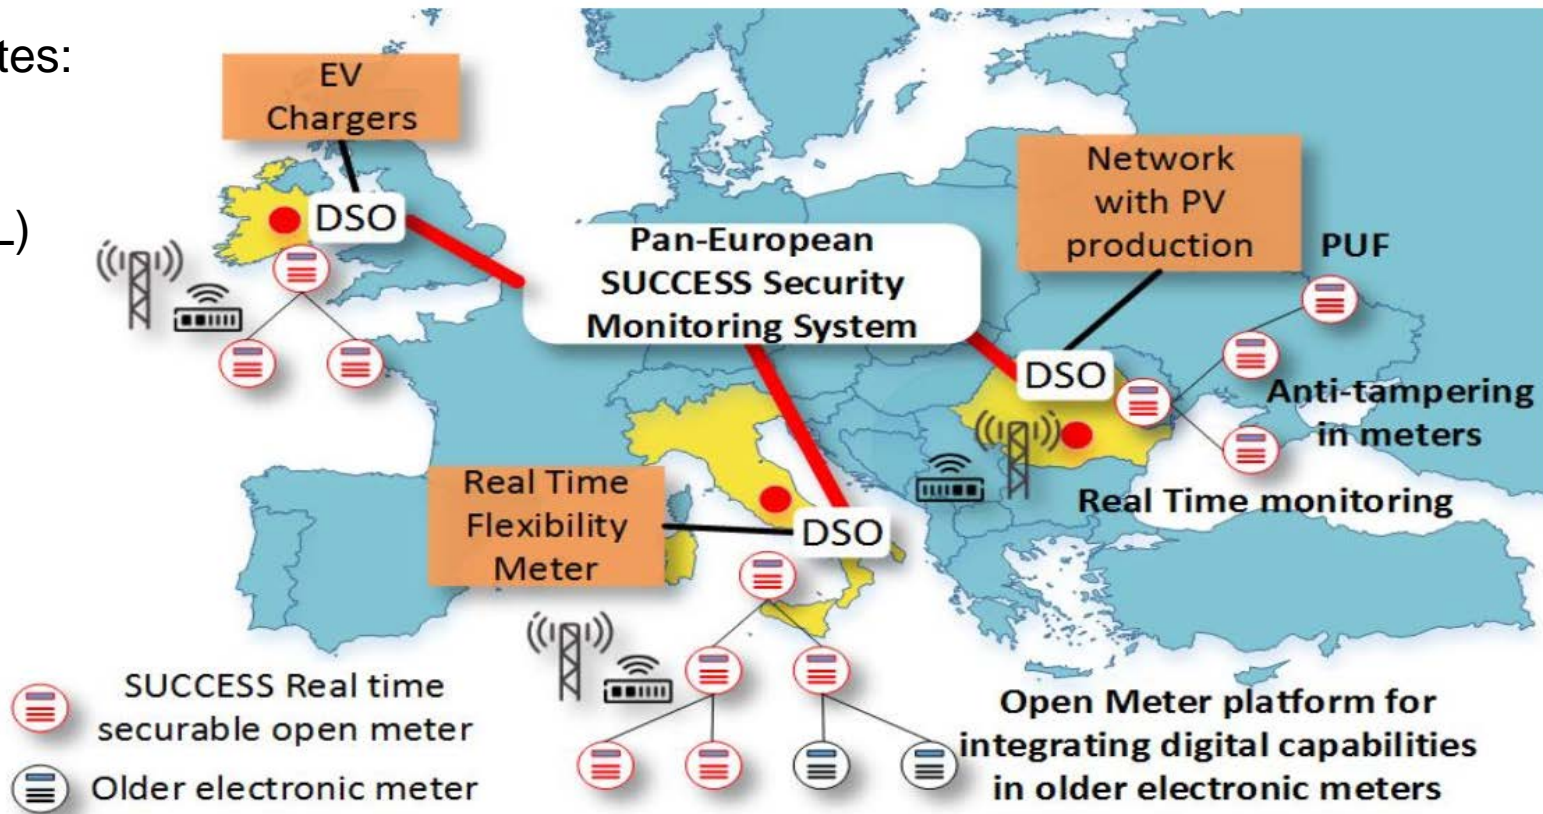 tes:
L)
EV
Chargers
DSO
Pan-European
SUCCESS Security
Monitoring System
Network
with PV
production
PUF
DSO
Anti-tampering
in meters
Real Time monitoring
Real Time
Flexibility
Meter
DSO
SUCCESS Real time
securable open meter
Older electronic meter
Open Meter platform for
integrating digital capabilities
in older electronic meters